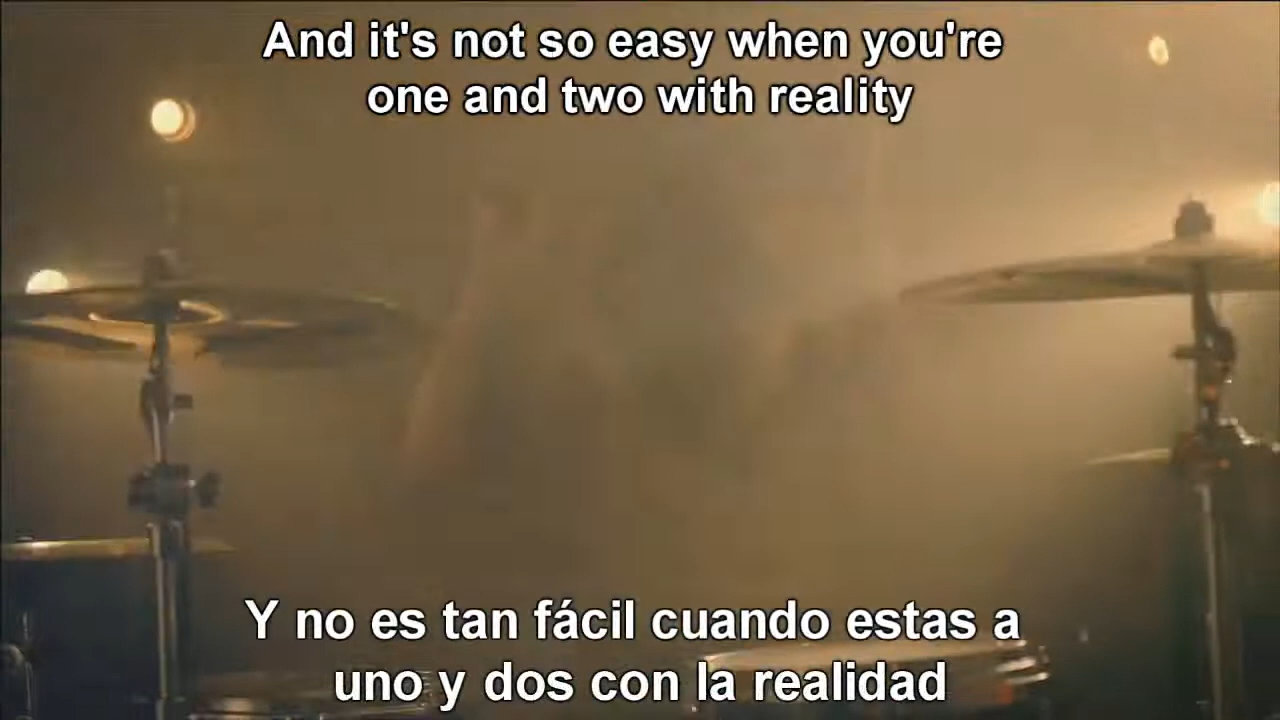 And it's not so easy when you're
one and two with reality
Y no es tan fácil cuando estas a
uno y dos con la realidad